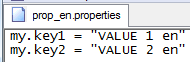 prop_en.properties
my.key1 = "VALUE 1 en"
my.key2 = "VALUE 2 en"